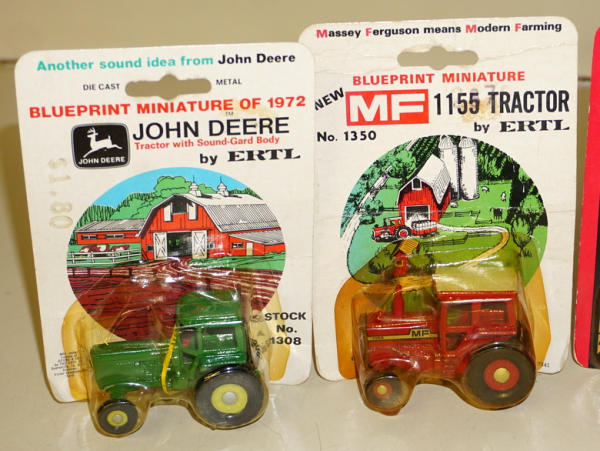 Another sound idea from John Deere
DIE CAST METAL
BLUEPRINT MINIATURE OF 1972
JOHN DEERE
TM
JOHN DEERE
Tractor with Sound-Gard Body
by ERTL
$1.80
STOCK
No.
1308
Massey Ferguson means Modern Farming
BLUEPRINT MINIATURE
NEW
MF 1155 TRACTOR
No. 1350
by ERTL
MF